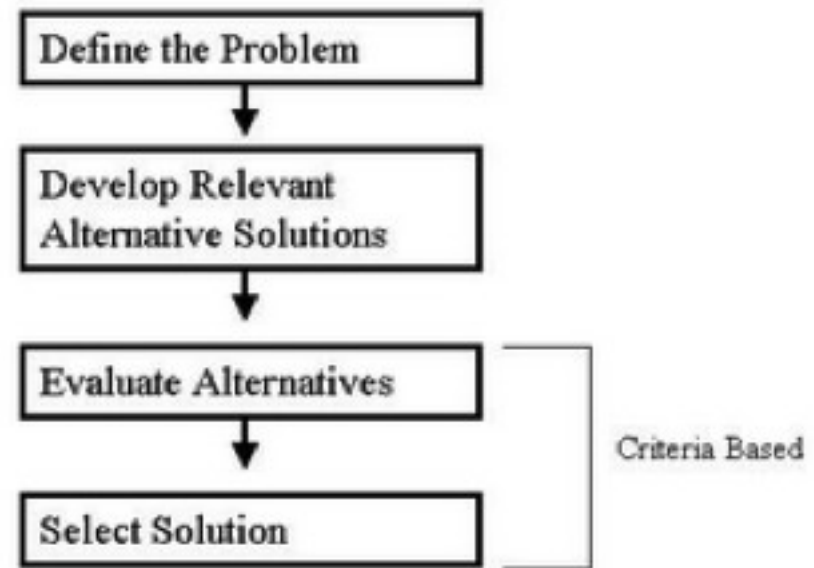 Define the Problem
Develop Relevant
Alternative Solutions
Evaluate Alternatives
Criteria Based
Select Solution